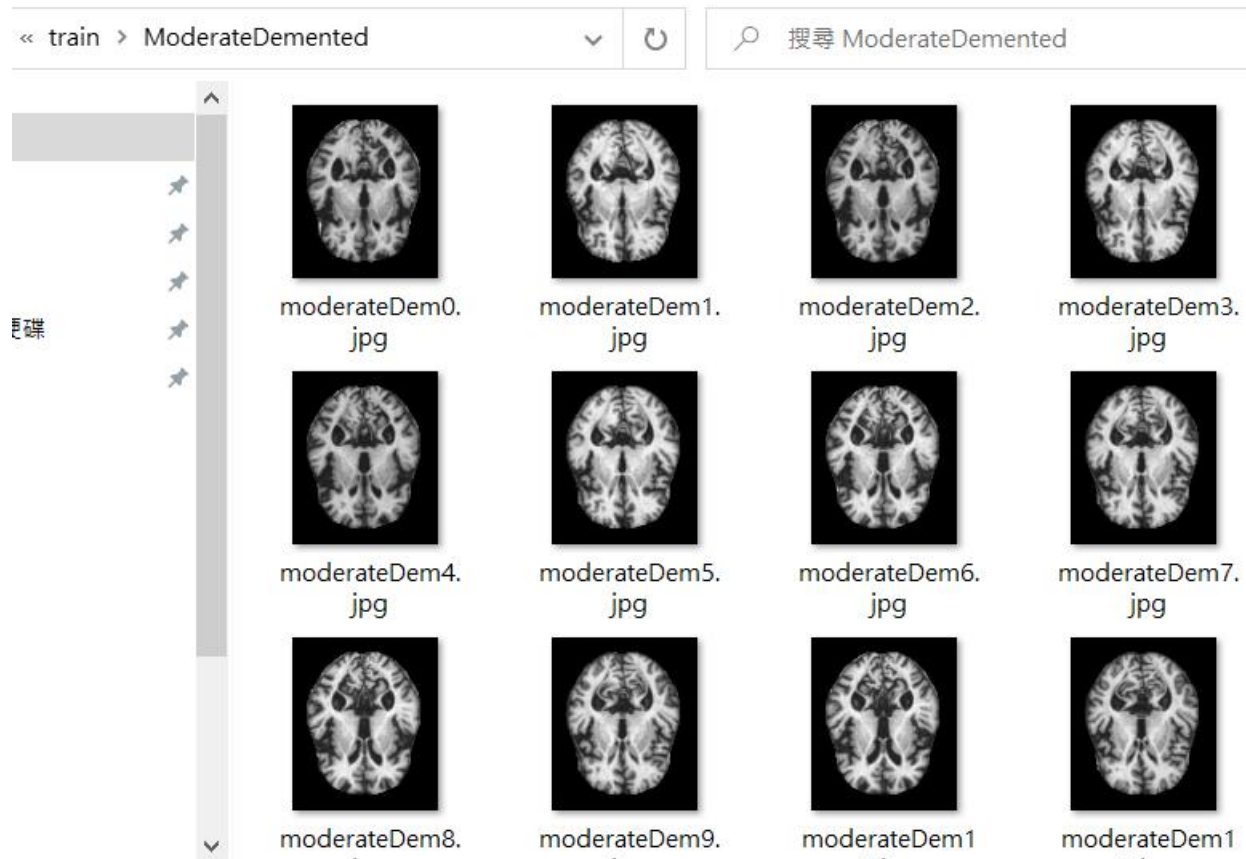 « train > ModerateDemented
搜尋 ModerateDemented
moderateDem0.
jpg
moderateDem1.
jpg
moderateDem2.
jpg
moderateDem3.
jpg
硬碟
moderateDem4.
jpg
moderateDem5.
jpg
moderateDem6.
jpg
moderateDem7.
jpg
moderateDem8.
moderateDem9.
moderateDem1
moderateDem1